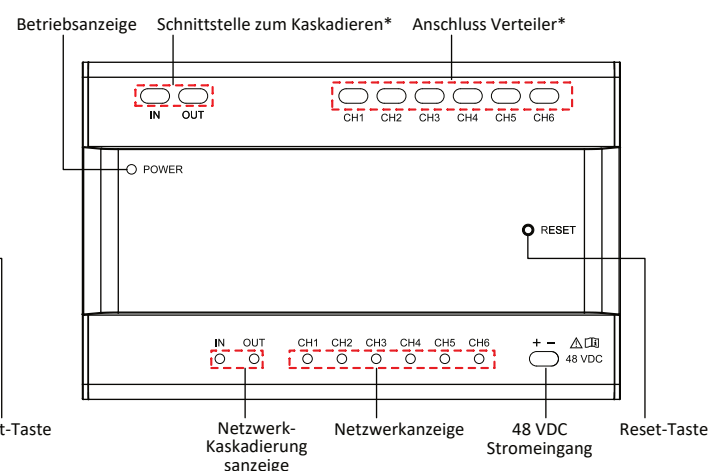 Betriebsanzeige Schnittstelle zum Kaskadieren* Anschluss Verteiler*
IN OUT CH1 CH2 CH3 CH4 CH5 CH6
POWER
RESET
IN OUT CH1 CH2 CH3 CH4 CH5 CH6 + −
48 VDC
t-Taste Netzwerk- Netzwerkanzeige 48 VDC Reset-Taste
Kaskadierung Stromeingang
sanzeige